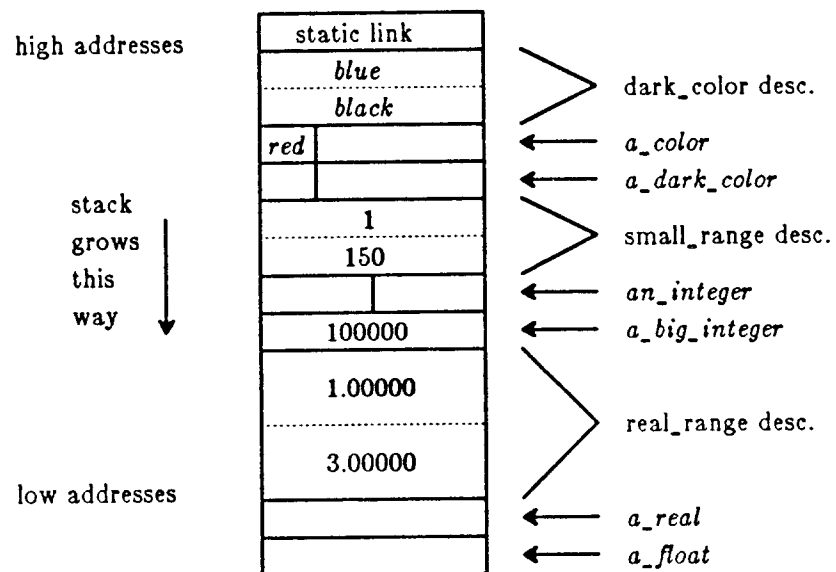 static link
high addresses
blue
black
dark_color desc.
red
a_color
a_dark_color
stack
grows
this
way
1
150
small_range desc.
an_integer
100000
a_big_integer
1.00000
3.00000
real_range desc.
low addresses
a_real
a_float